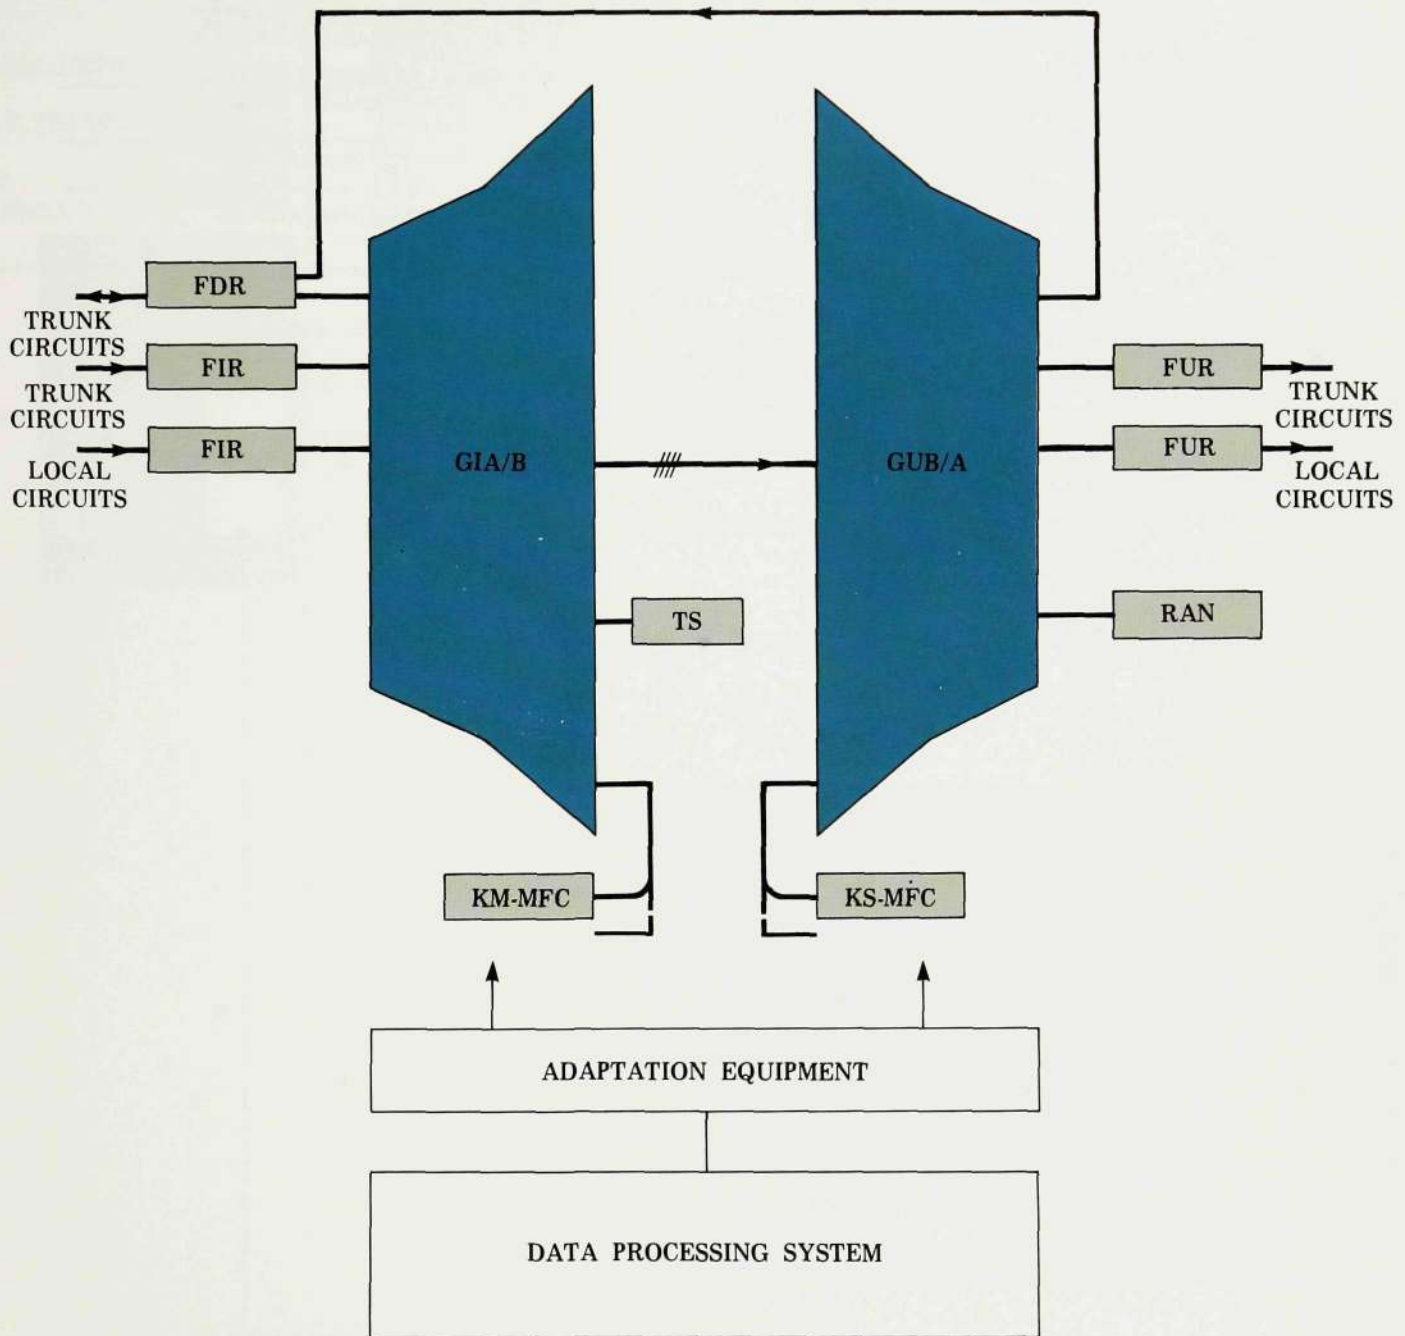 FDR
TRUNK
CIRCUITS
FIR
TRUNK
CIRCUITS
FIR
LOCAL
CIRCUITS
GIA/B
GUB/A
FUR
TRUNK
CIRCUITS
FUR
LOCAL
CIRCUITS
TS
RAN
KM-MFC
KS-MFC
ADAPTATION EQUIPMENT
DATA PROCESSING SYSTEM